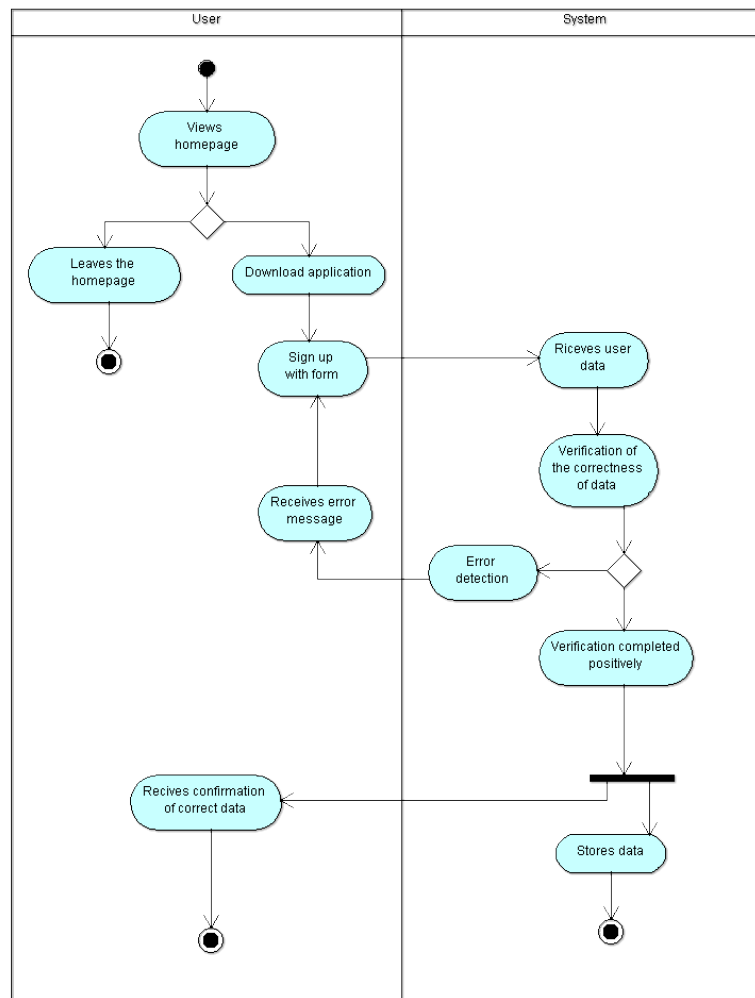 User
System
Views
homepage
Leaves the
homepage
Download application
Sign up
with form
Riceves user
data
Verification of
the correctness
of data
Receives error
message
Error
detection
Verification completed
positively
Recives confirmation
of correct data
Stores data